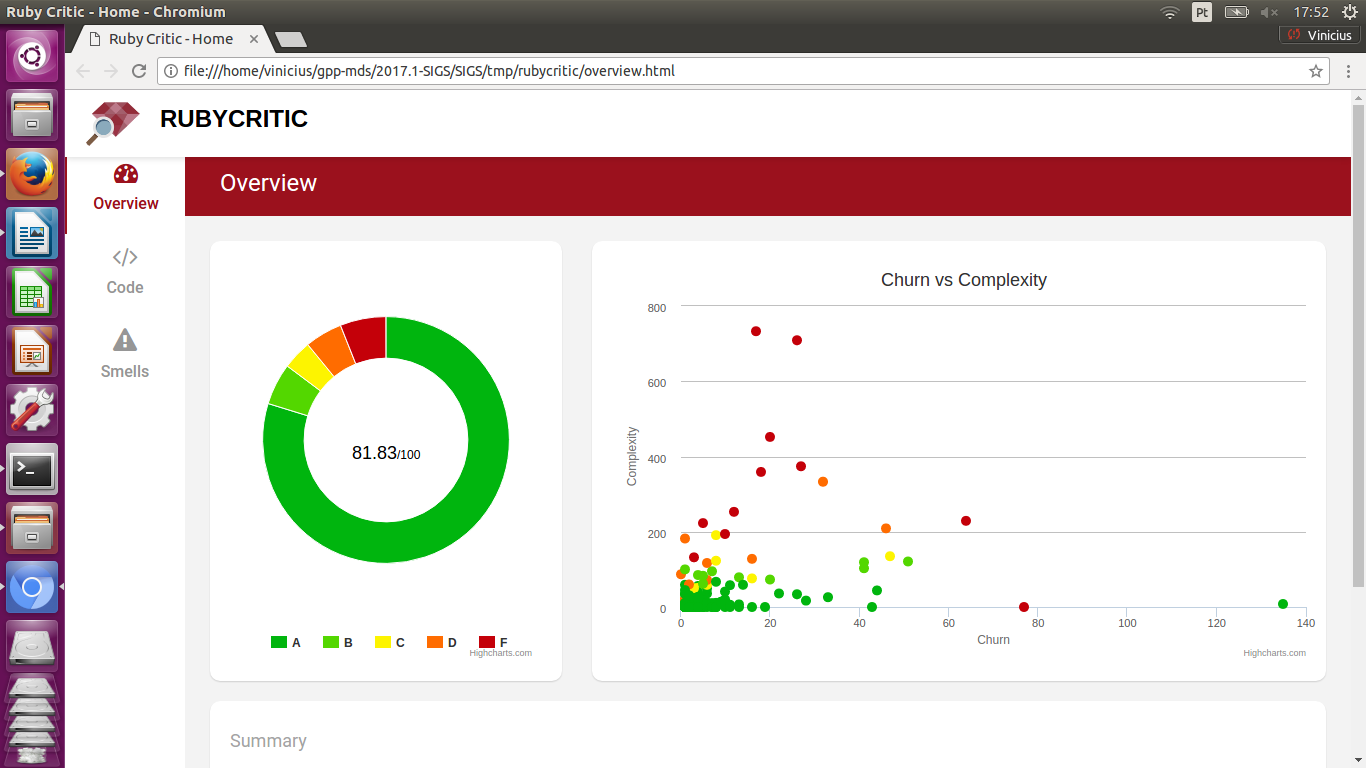 Ruby Critic - Home - Chromium
Pt
17:52
Ruby Critic - Home
Vinicius
file:///home/vinicius/gpp-mds/2017.1-SIGS/SIGS/tmp/rubycritic/overview.html
RUBYCRITIC
Overview
Code
Smells
Overview
81.83/100
A B C D F
Highcharts.com
Churn vs Complexity
Complexity
800
600
400
200
0
0 20 40 60 80 100 120 140
Churn
Highcharts.com
Summary